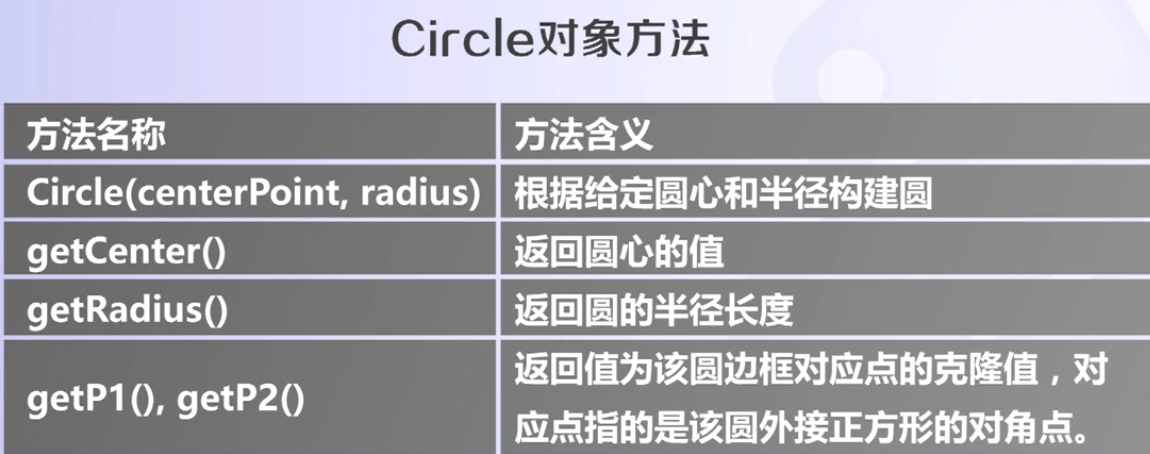 Circle对象方法
方法名称
方法含义
Circle(centerPoint, radius)
根据给定圆心和半径构建圆
getCenter()
返回圆心的值
getRadius()
返回圆的半径长度
getP1(), getP2()
返回值为该圆边框对应点的克隆值，对
应点指的是该圆外接正方形的对角点。